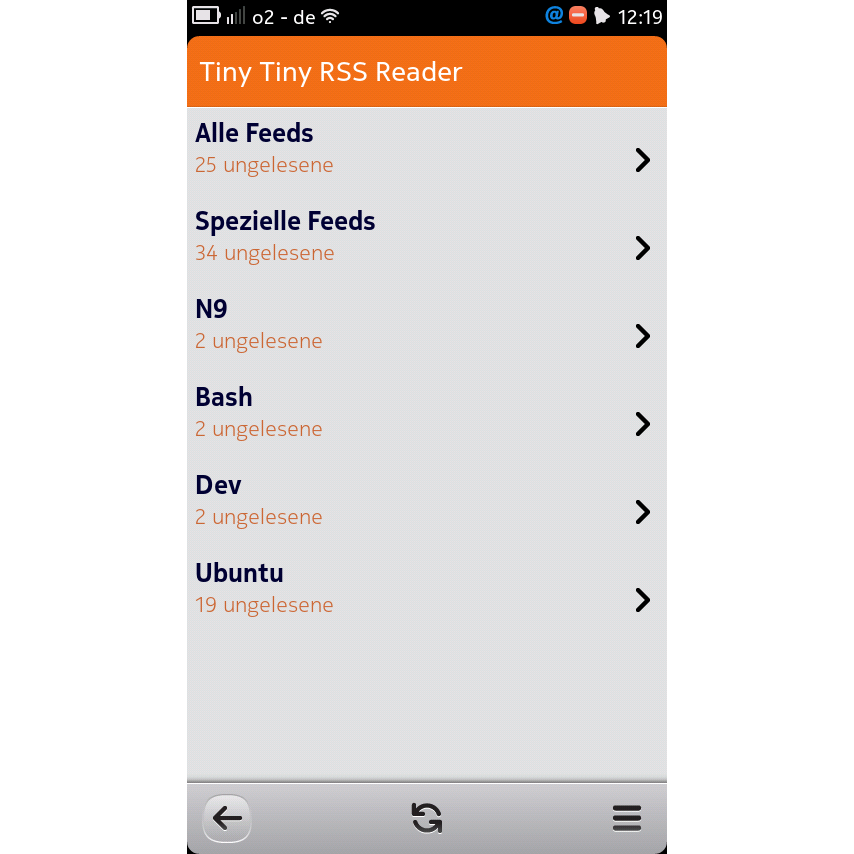 o2 - de @ 12:19
Tiny Tiny RSS Reader
Alle Feeds
25 ungelesene
Spezielle Feeds
34 ungelesene
N9
2 ungelesene
Bash
2 ungelesene
Dev
2 ungelesene
Ubuntu
19 ungelesene